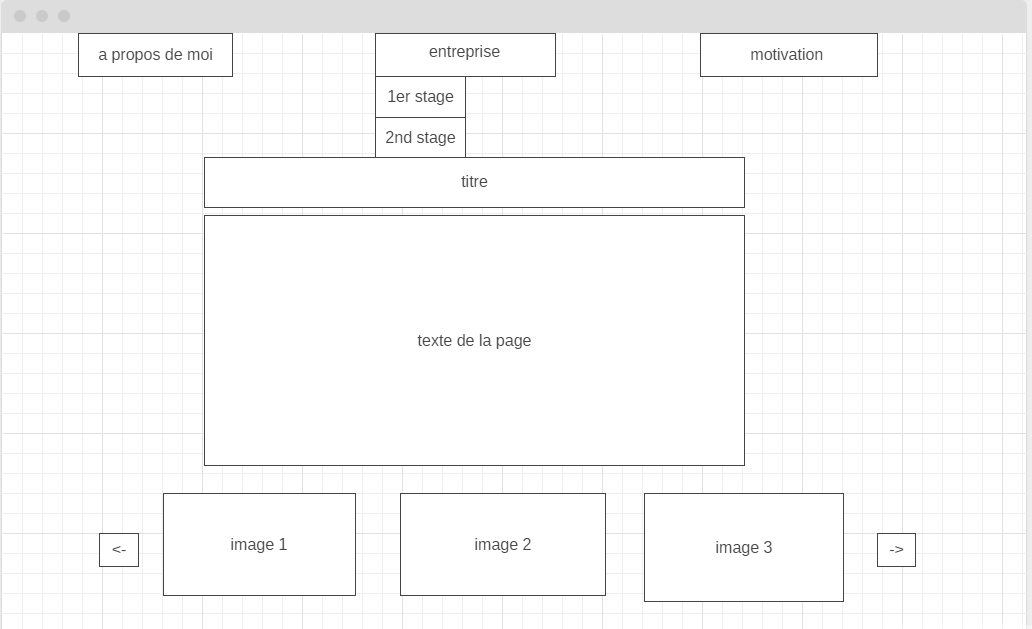 a propos de moi
entreprise
motivation
1er stage
2nd stage
titre
texte de la page
image 1
image 2
image 3
<-
->